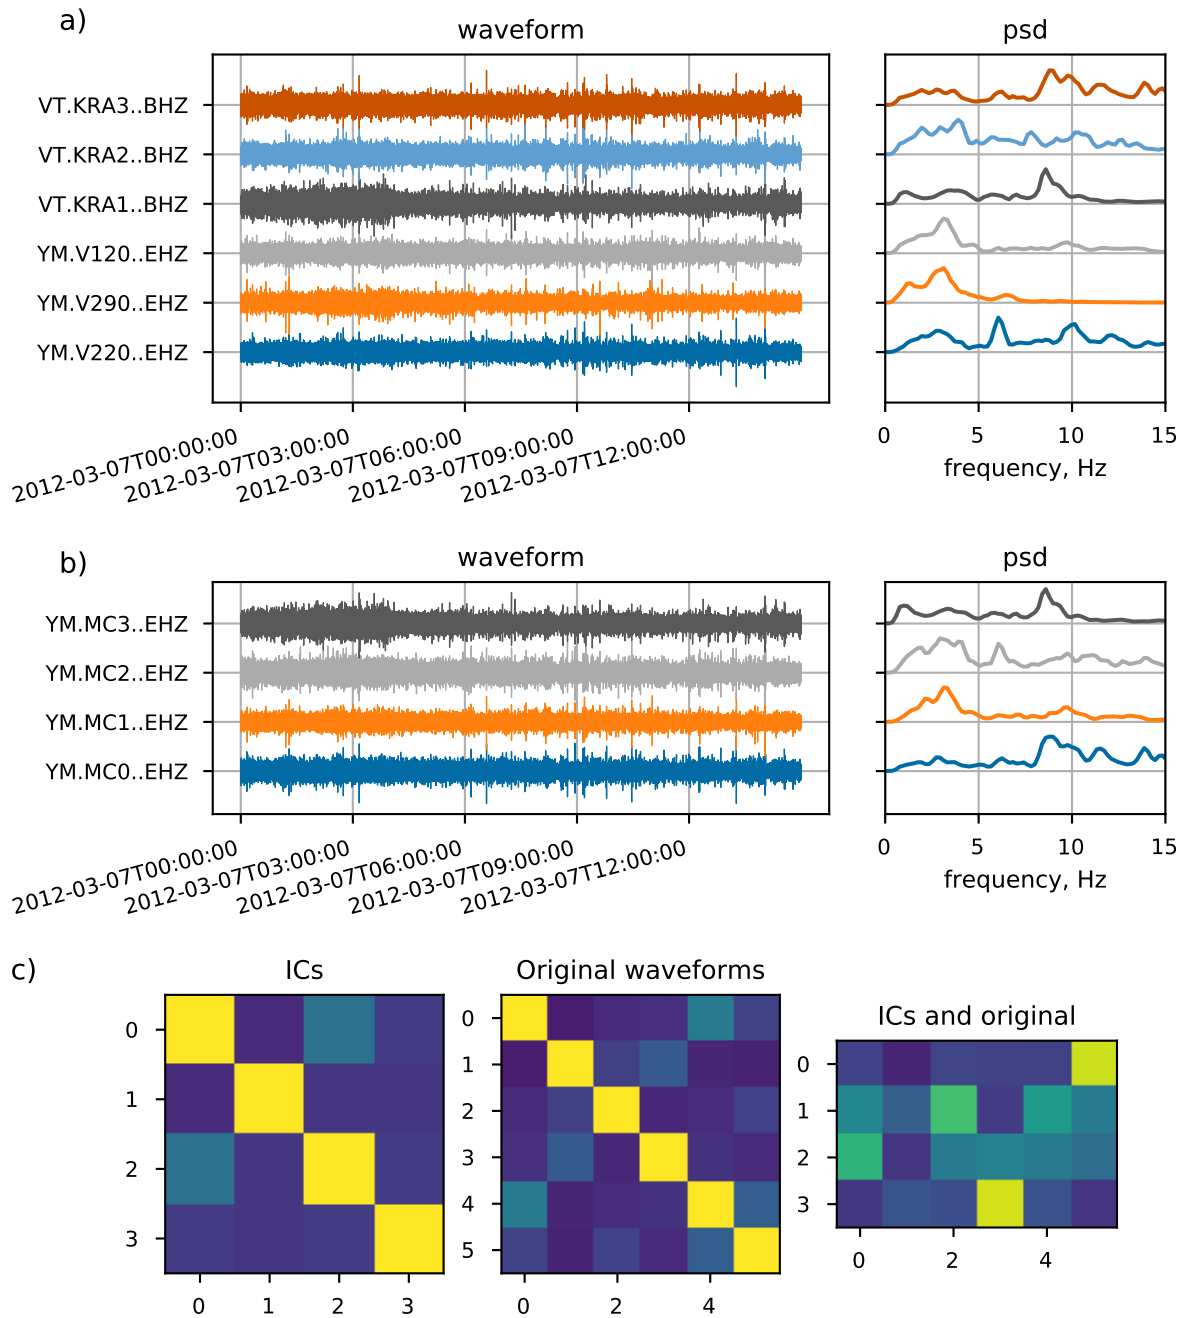 a)
waveform
psd
VT.KRA3..BHZ
VT.KRA2..BHZ
VT.KRA1..BHZ
YM.V120..EHZ
YM.V290..EHZ
YM.V220..EHZ
2012-03-07T00:00:00
2012-03-07T03:00:00
2012-03-07T06:00:00
2012-03-07T09:00:00
2012-03-07T12:00:00
0 5 10 15
frequency, Hz
b)
waveform
psd
YM.MC3..EHZ
YM.MC2..EHZ
YM.MC1..EHZ
YM.MC0..EHZ
2012-03-07T00:00:00
2012-03-07T03:00:00
2012-03-07T06:00:00
2012-03-07T09:00:00
2012-03-07T12:00:00
0 5 10 15
frequency, Hz
c)
ICs
0
1
2
3
0 1 2 3
Original waveforms
0
1
2
3
4
5
0 2 4
ICs and original
0
1
2
3
0 2 4